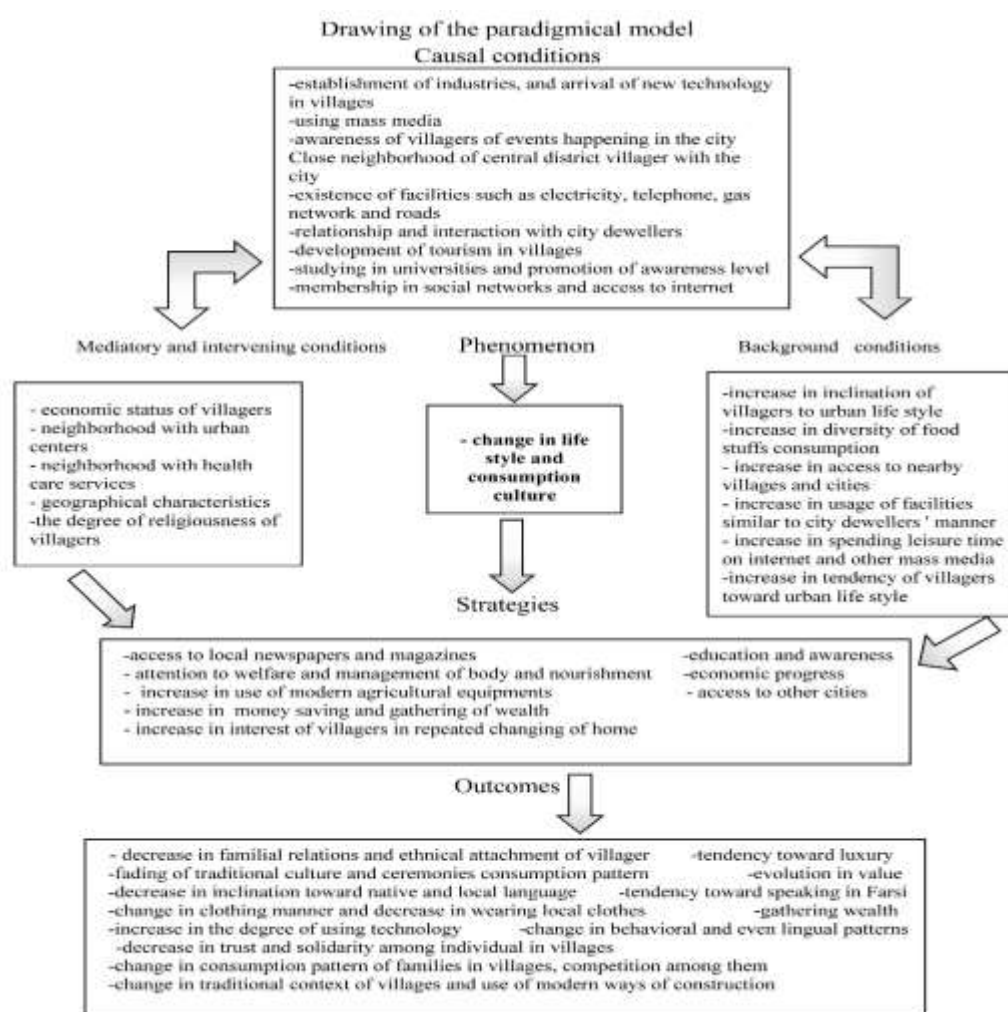 Drawing of the paradigmical model
Causal conditions
-establishment of industries, and arrival of new technology
in villages
-using mass media
-awareness of villagers of events happening in the city
Close neighborhood of central district villager with the
city
-existence of facilities such as electricity, telephone, gas
network and roads
-relationship and interaction with city dewellers
-development of tourism in villages
-studying in universities and promotion of awareness level
-membership in social networks and access to internet
Mediatory and intervening conditions
- economic status of villagers
- neighborhood with urban
centers
- neighborhood with health
care services
- geographical characteristics
-the degree of religiousness of
villagers
Phenomenon
- change in life
style and
consumption
culture
Background conditions
-increase in inclination of
villagers to urban life style
-increase in diversity of food
stuffs consumption
- increase in access to nearby
villages and cities
- increase in usage of facilities
similar to city dewellers ' manner
- increase in spending leisure time
on internet and other mass media
-increase in tendency of villagers
toward urban life style
Strategies
-access to local newspapers and magazines -education and awareness
- attention to welfare and management of body and nourishment -economic progress
- increase in use of modern agricultural equipments - access to other cities
- increase in money saving and gathering of wealth
- increase in interest of villagers in repeated changing of home
Outcomes
- decrease in familial relations and ethnical attachment of villager -tendency toward luxury
-fading of traditional culture and ceremonies consumption pattern -evolution in value
-decrease in inclination toward native and local language -tendency toward speaking in Farsi
-change in clothing manner and decrease in wearing local clothes -gathering wealth
-increase in the degree of using technology -change in behavioral and even lingual patterns
-decrease in trust and solidarity among individual in villages
-change in consumption pattern of families in villages, competition among them
-change in traditional context of villages and use of modern ways of construction